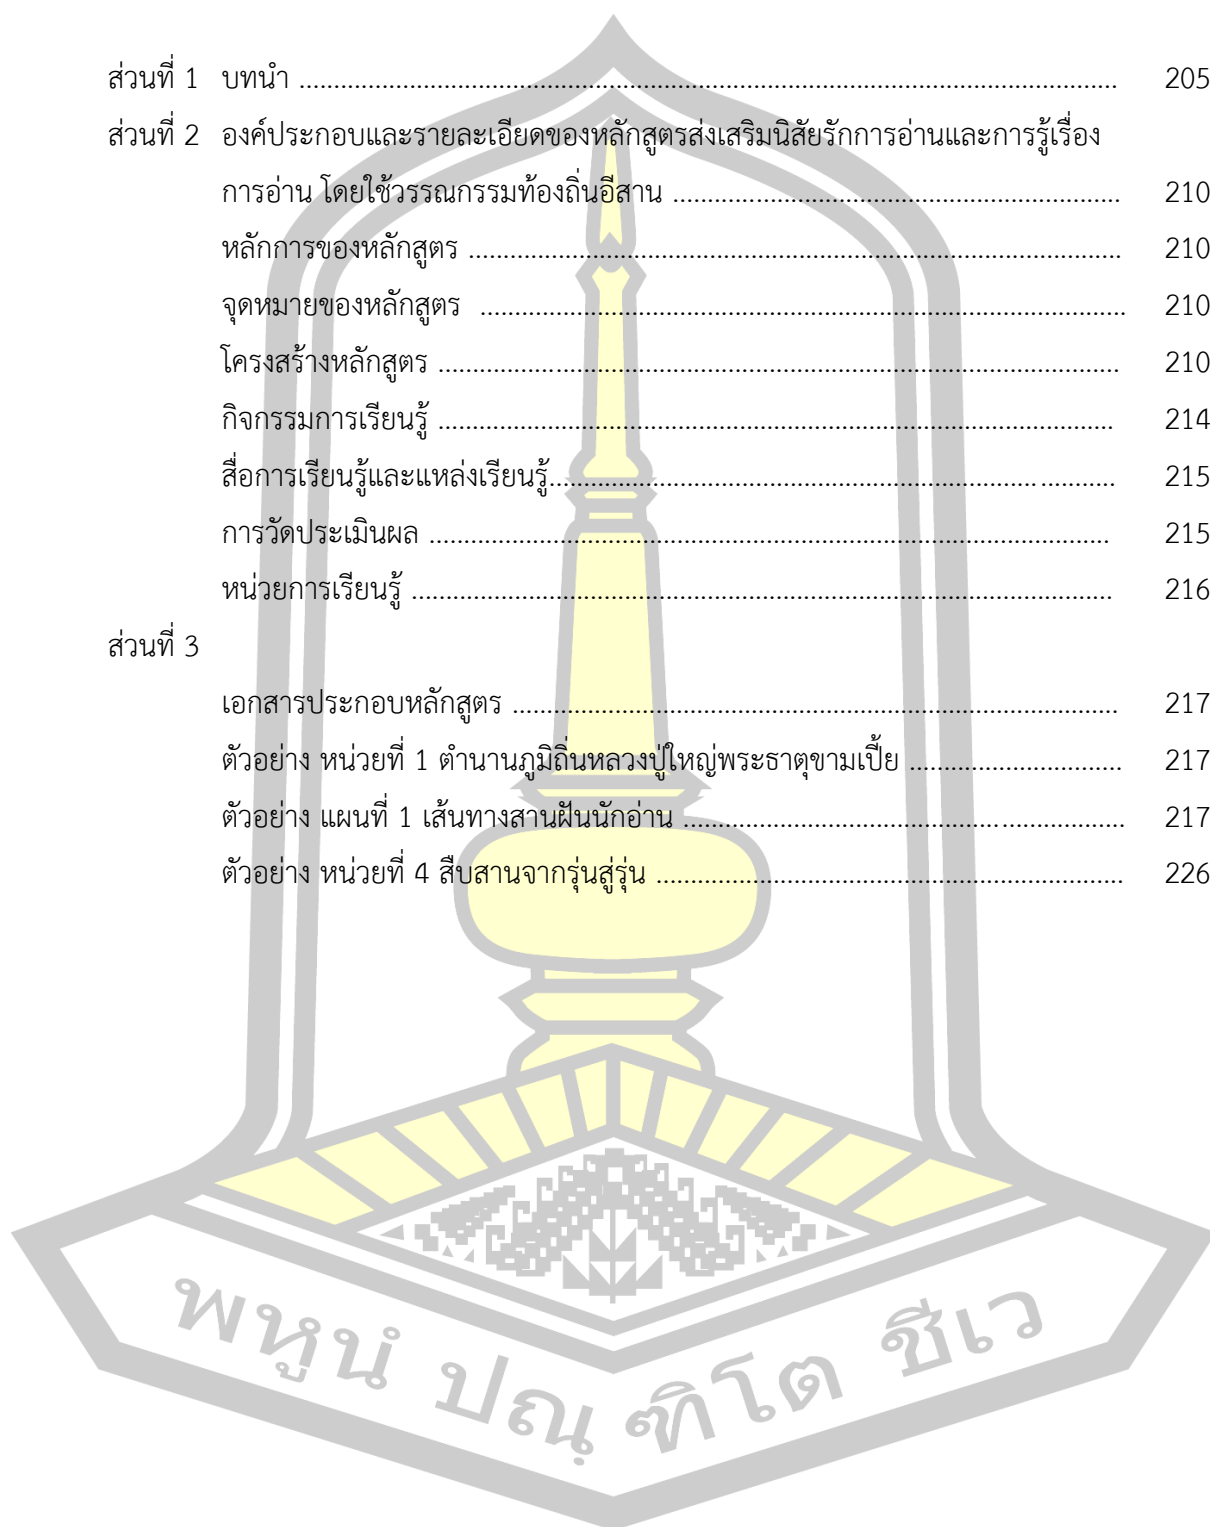 ส่วนที่ 1 บทนำ ........................................................................................................... 205
ส่วนที่ 2 องค์ประกอบและรายละเอียดของหลักสูตรส่งเสริมนิสัยรักการอ่านและการรู้เรื่อง
การอ่าน โดยใช้วรรณกรรมท้องถิ่นอีสาน ........................................................... 210
หลักการของหลักสูตร ...................................................................................... 210
จุดหมายของหลักสูตร ..................................................................................... 210
โครงสร้างหลักสูตร .......................................................................................... 210
กิจกรรมการเรียนรู้ ......................................................................................... 214
สื่อการเรียนรู้และแหล่งเรียนรู้.......................................................................... 215
การวัดประเมินผล ......................................................................................... 215
หน่วยการเรียนรู้ ............................................................................................ 216
ส่วนที่ 3
เอกสารประกอบหลักสูตร ................................................................................ 217
ตัวอย่าง หน่วยที่ 1 ตำนานภูมิถิ่นหลวงปู่ใหญ่พระธาตุขามเปี้ย ............................ 217
ตัวอย่าง แผนที่ 1 เส้นทางสานฝันนักอ่าน .......................................................... 217
ตัวอย่าง หน่วยที่ 4 สืบสานจากรุ่นสู่รุ่น ............................................................. 226
พหูนํ ปณฺฑิโต ชีเว